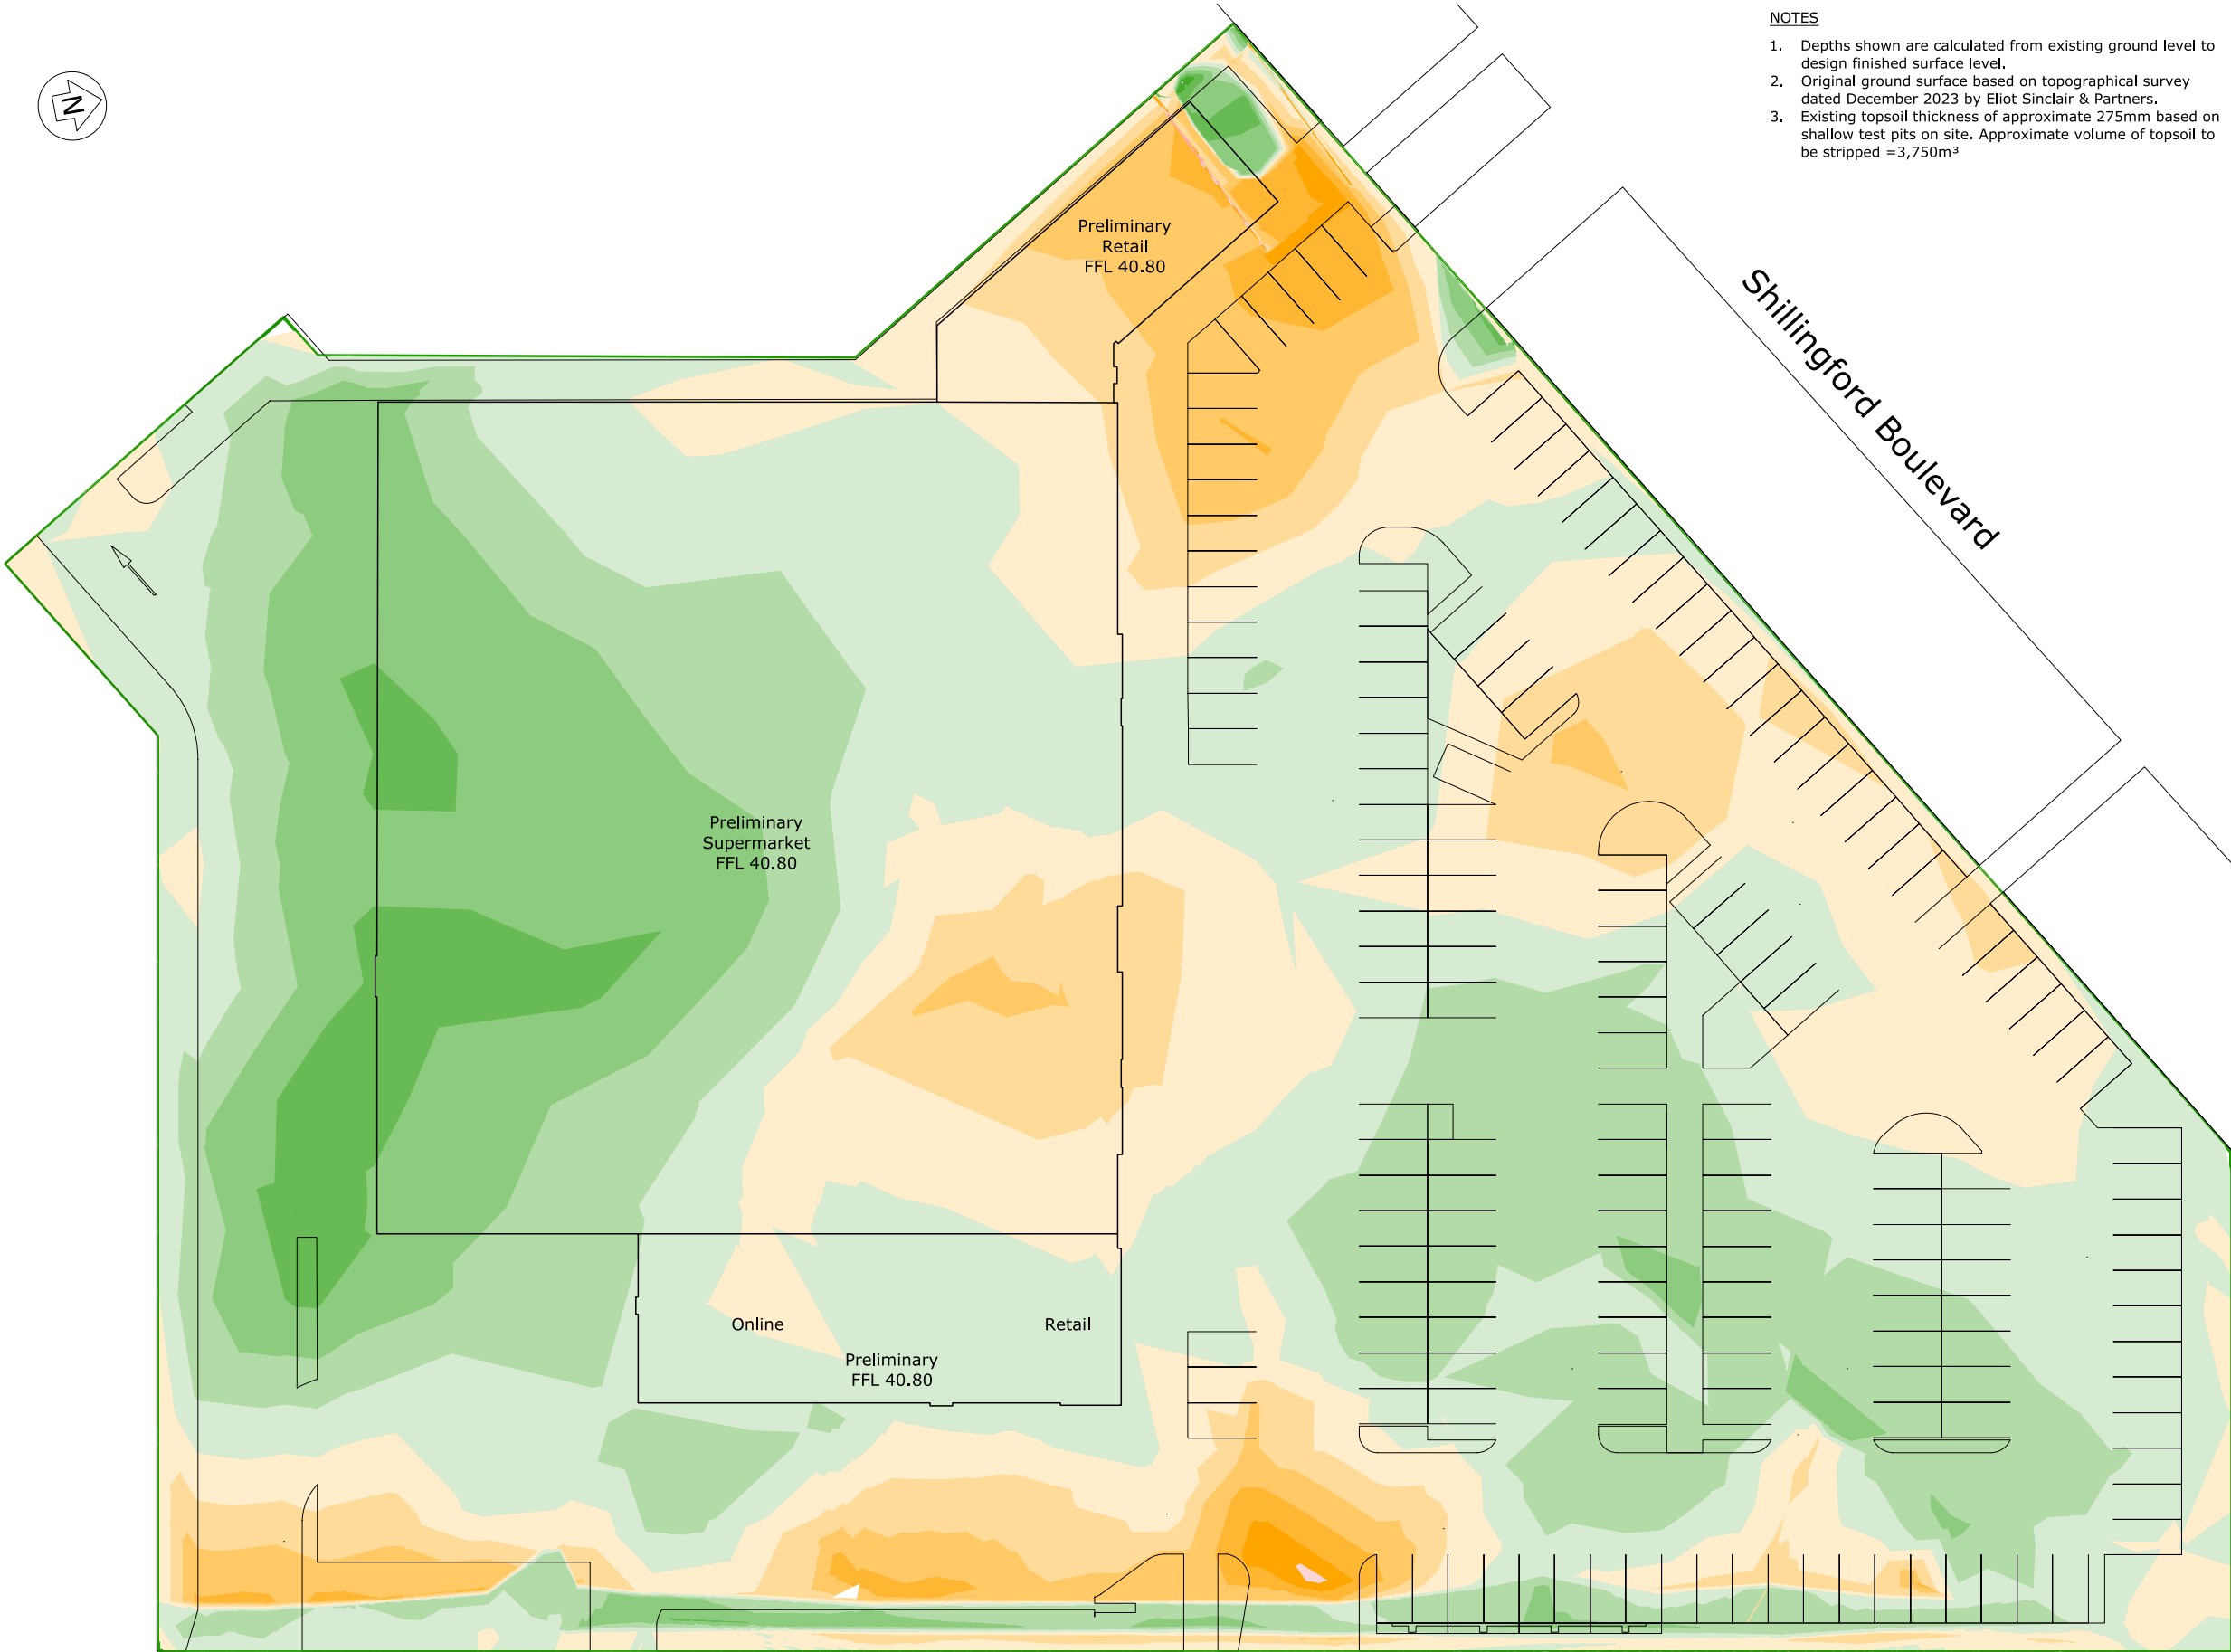 NOTES
1. Depths shown are calculated from existing ground level to
design finished surface level.
2. Original ground surface based on topographical survey
dated December 2023 by Eliot Sinclair & Partners.
3. Existing topsoil thickness of approximate 275mm based on
shallow test pits on site. Approximate volume of topsoil to
be stripped =3,750m³
N
Preliminary
Retail
FFL 40.80
Shillingford Boulevard
Preliminary
Supermarket
FFL 40.80
Online
Retail
Preliminary
FFL 40.80